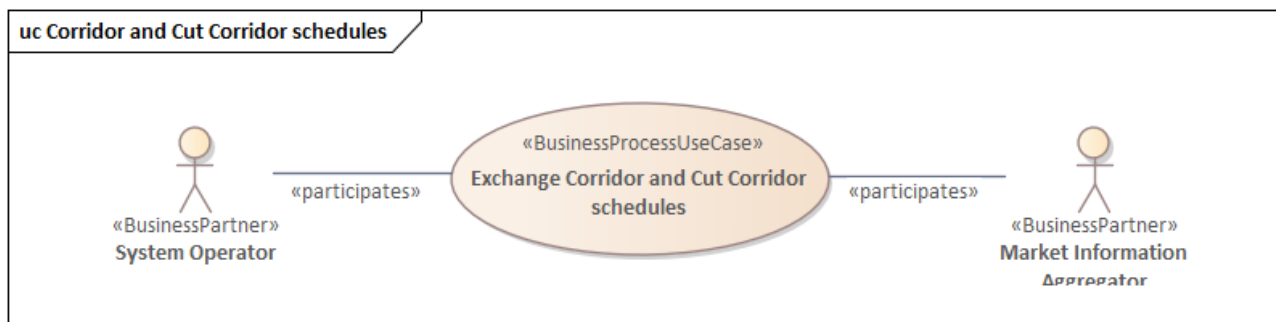 uc Corridor and Cut Corridor schedules
«BusinessProcessUseCase»
Exchange Corridor and Cut Corridor
schedules
«participates»
«participates»
«BusinessPartner»
System Operator
«BusinessPartner»
Market Information
Aggregator